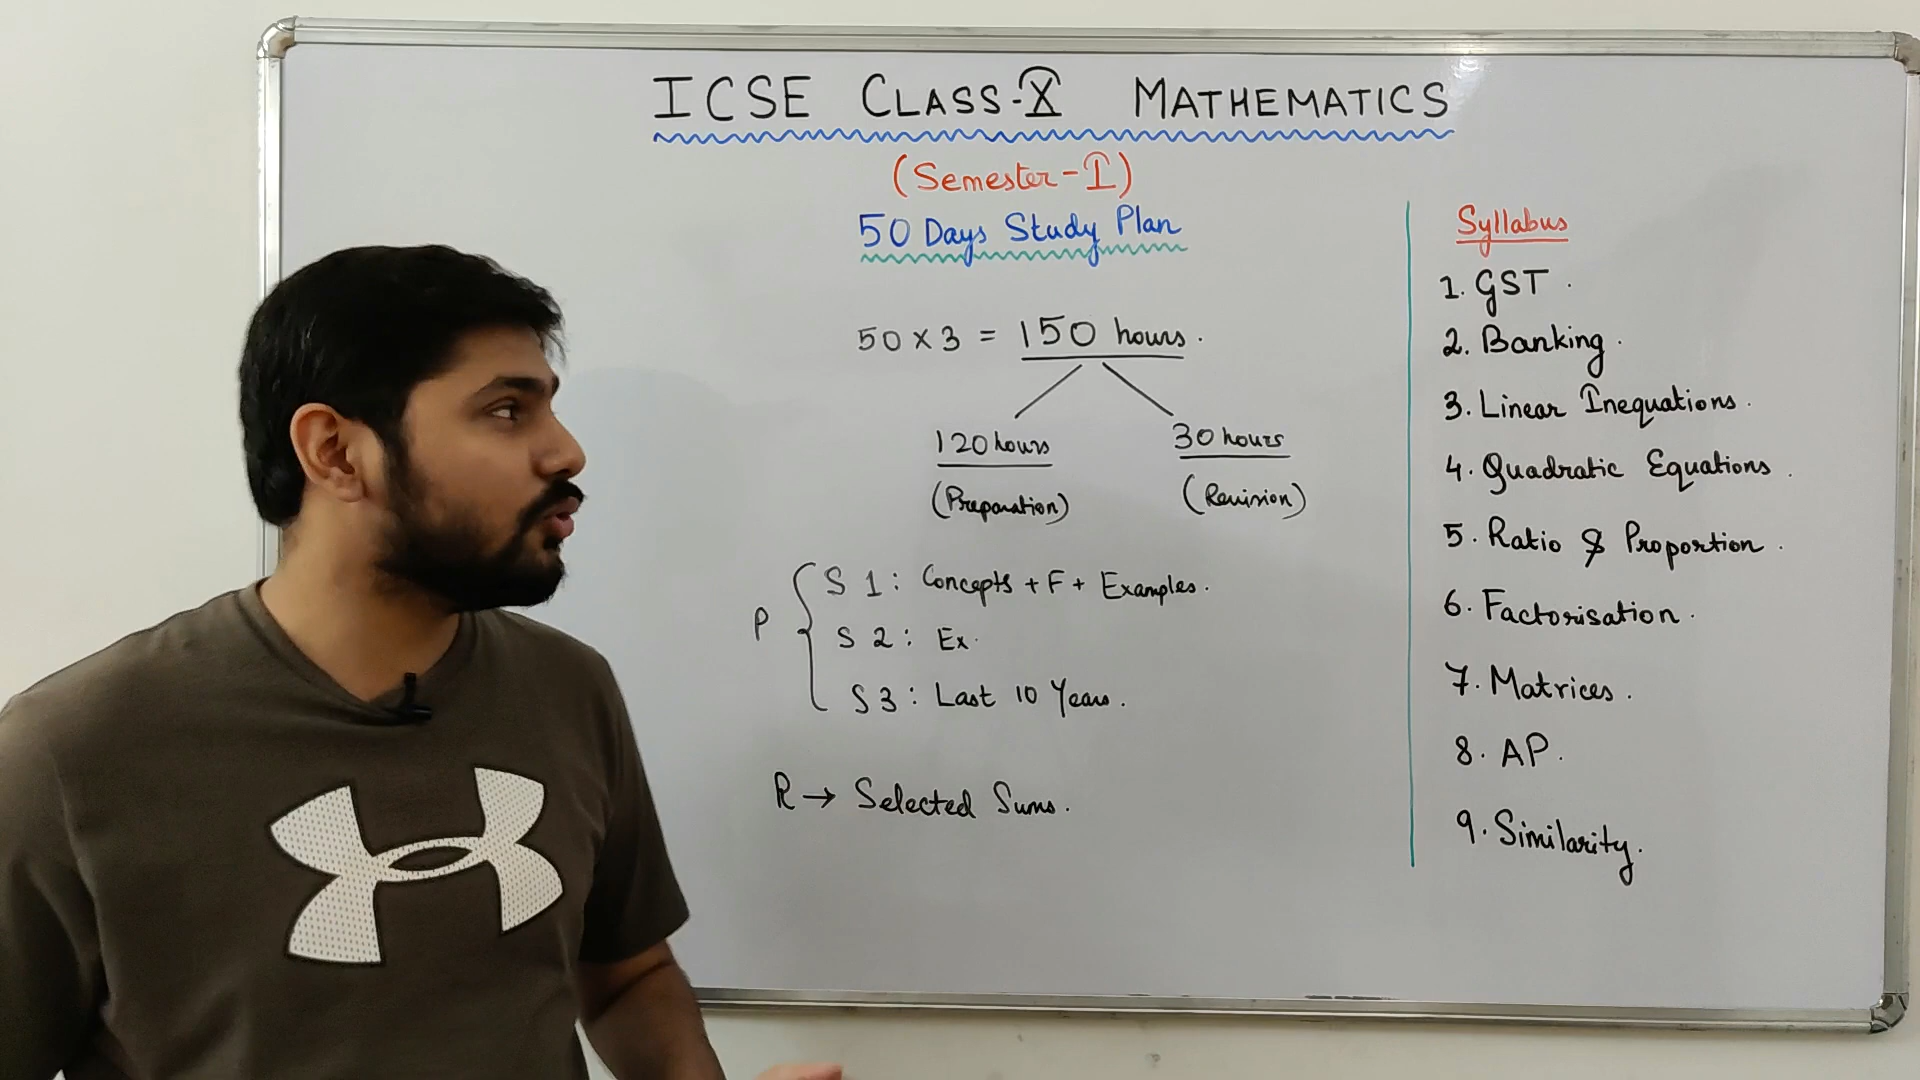 ICSE CLASS-X MATHEMATICS
(Semester-I)
50 Days Study Plan
50 x 3 = 150 hours.
120 hours
30 hours
(Preparation)
(Revision)
P
S 1: Concepts + F + Examples.
S 2: Ex.
S 3: Last 10 Years.
R → Selected Sums.
Syllabus
1. GST.
2. Banking.
3. Linear Inequations.
4. Quadratic Equations.
5. Ratio & Proportion.
6. Factorisation.
7. Matrices.
8. AP.
9. Similarity.